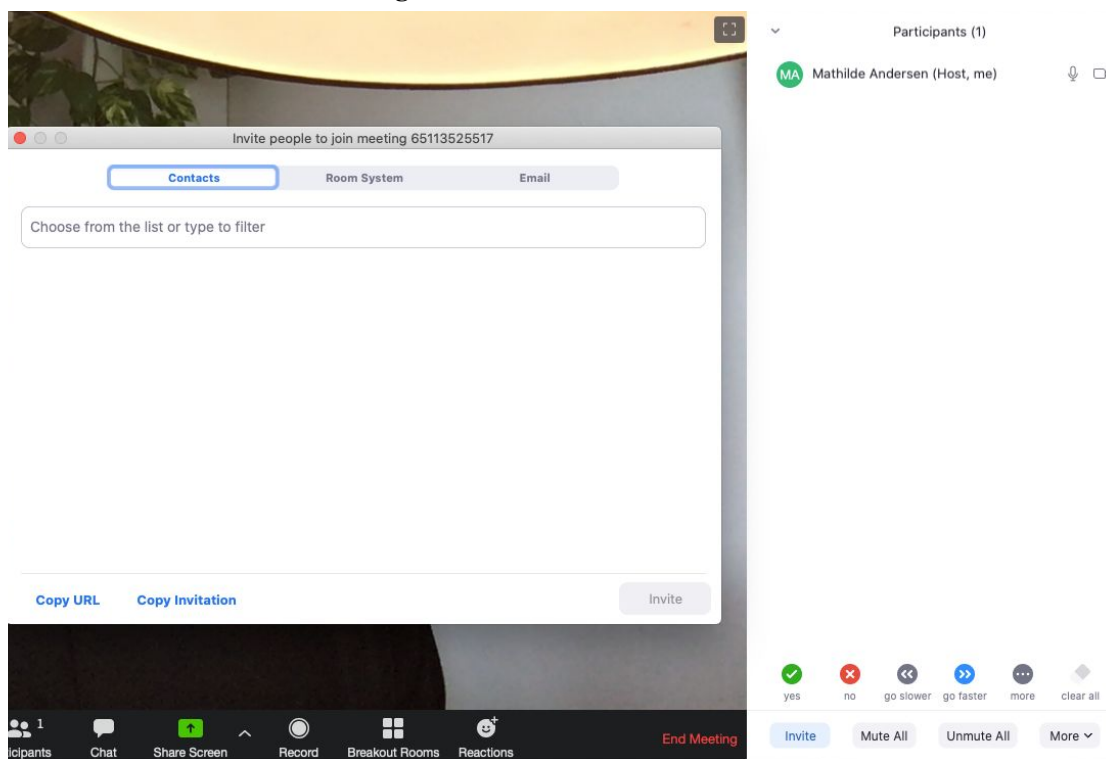 Participants (1)
MA Mathilde Andersen (Host, me)
Invite people to join meeting 65113525517
Contacts Room System Email
Choose from the list or type to filter
Copy URL Copy Invitation Invite
yes no go slower go faster more clear all
1
icipants Chat Share Screen Record Breakout Rooms Reactions End Meeting
Invite Mute All Unmute All More